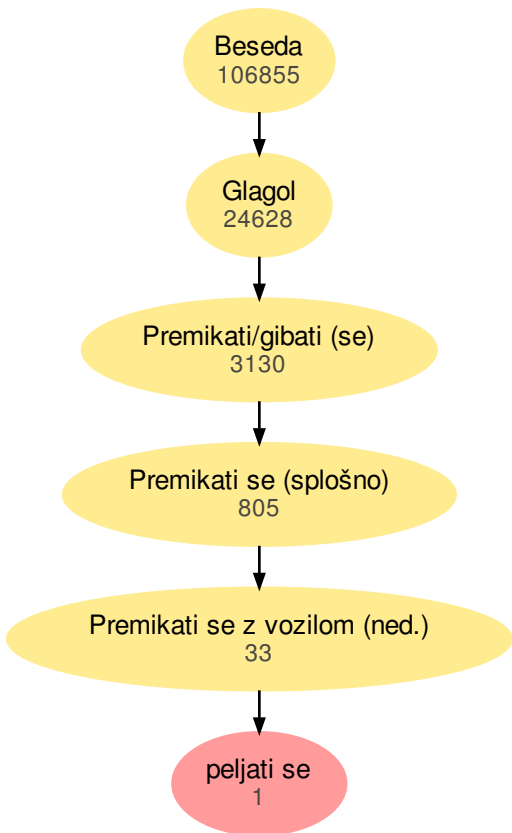 Beseda
106855
Glagol
24628
Premikati/gibati (se)
3130
Premikati se (splošno)
805
Premikati se z vozilom (ned.)
33
peljati se
1